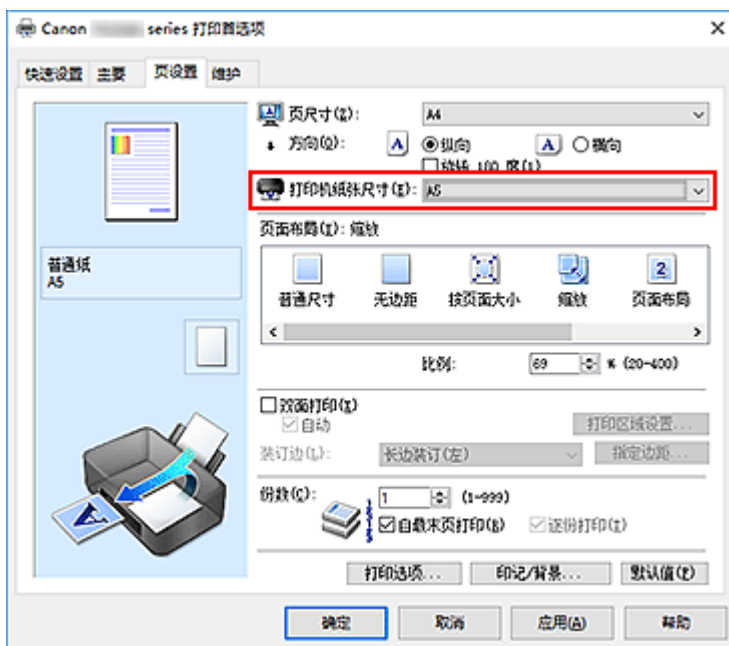 Canon series 打印首选项
快速设置 主要 页设置 维护
页尺寸(Z): A4
方向(O): A 纵向 A 横向
旋转 180 度(1)
打印机纸张尺寸(E): A5
页面布局(I): 缩放
普通纸
A5
普通尺寸 无边距 按页面大小 缩放 页面布局
比例: 69 % (20-400)
双面打印(X)
自动 打印区域设置...
装订边(L): 长边装订(左) 指定边距...
份数(C): 1 (1-999)
自最末页打印(B) 逐份打印(T)
打印选项... 印记/背景... 默认值(P)
确定 取消 应用(A) 帮助